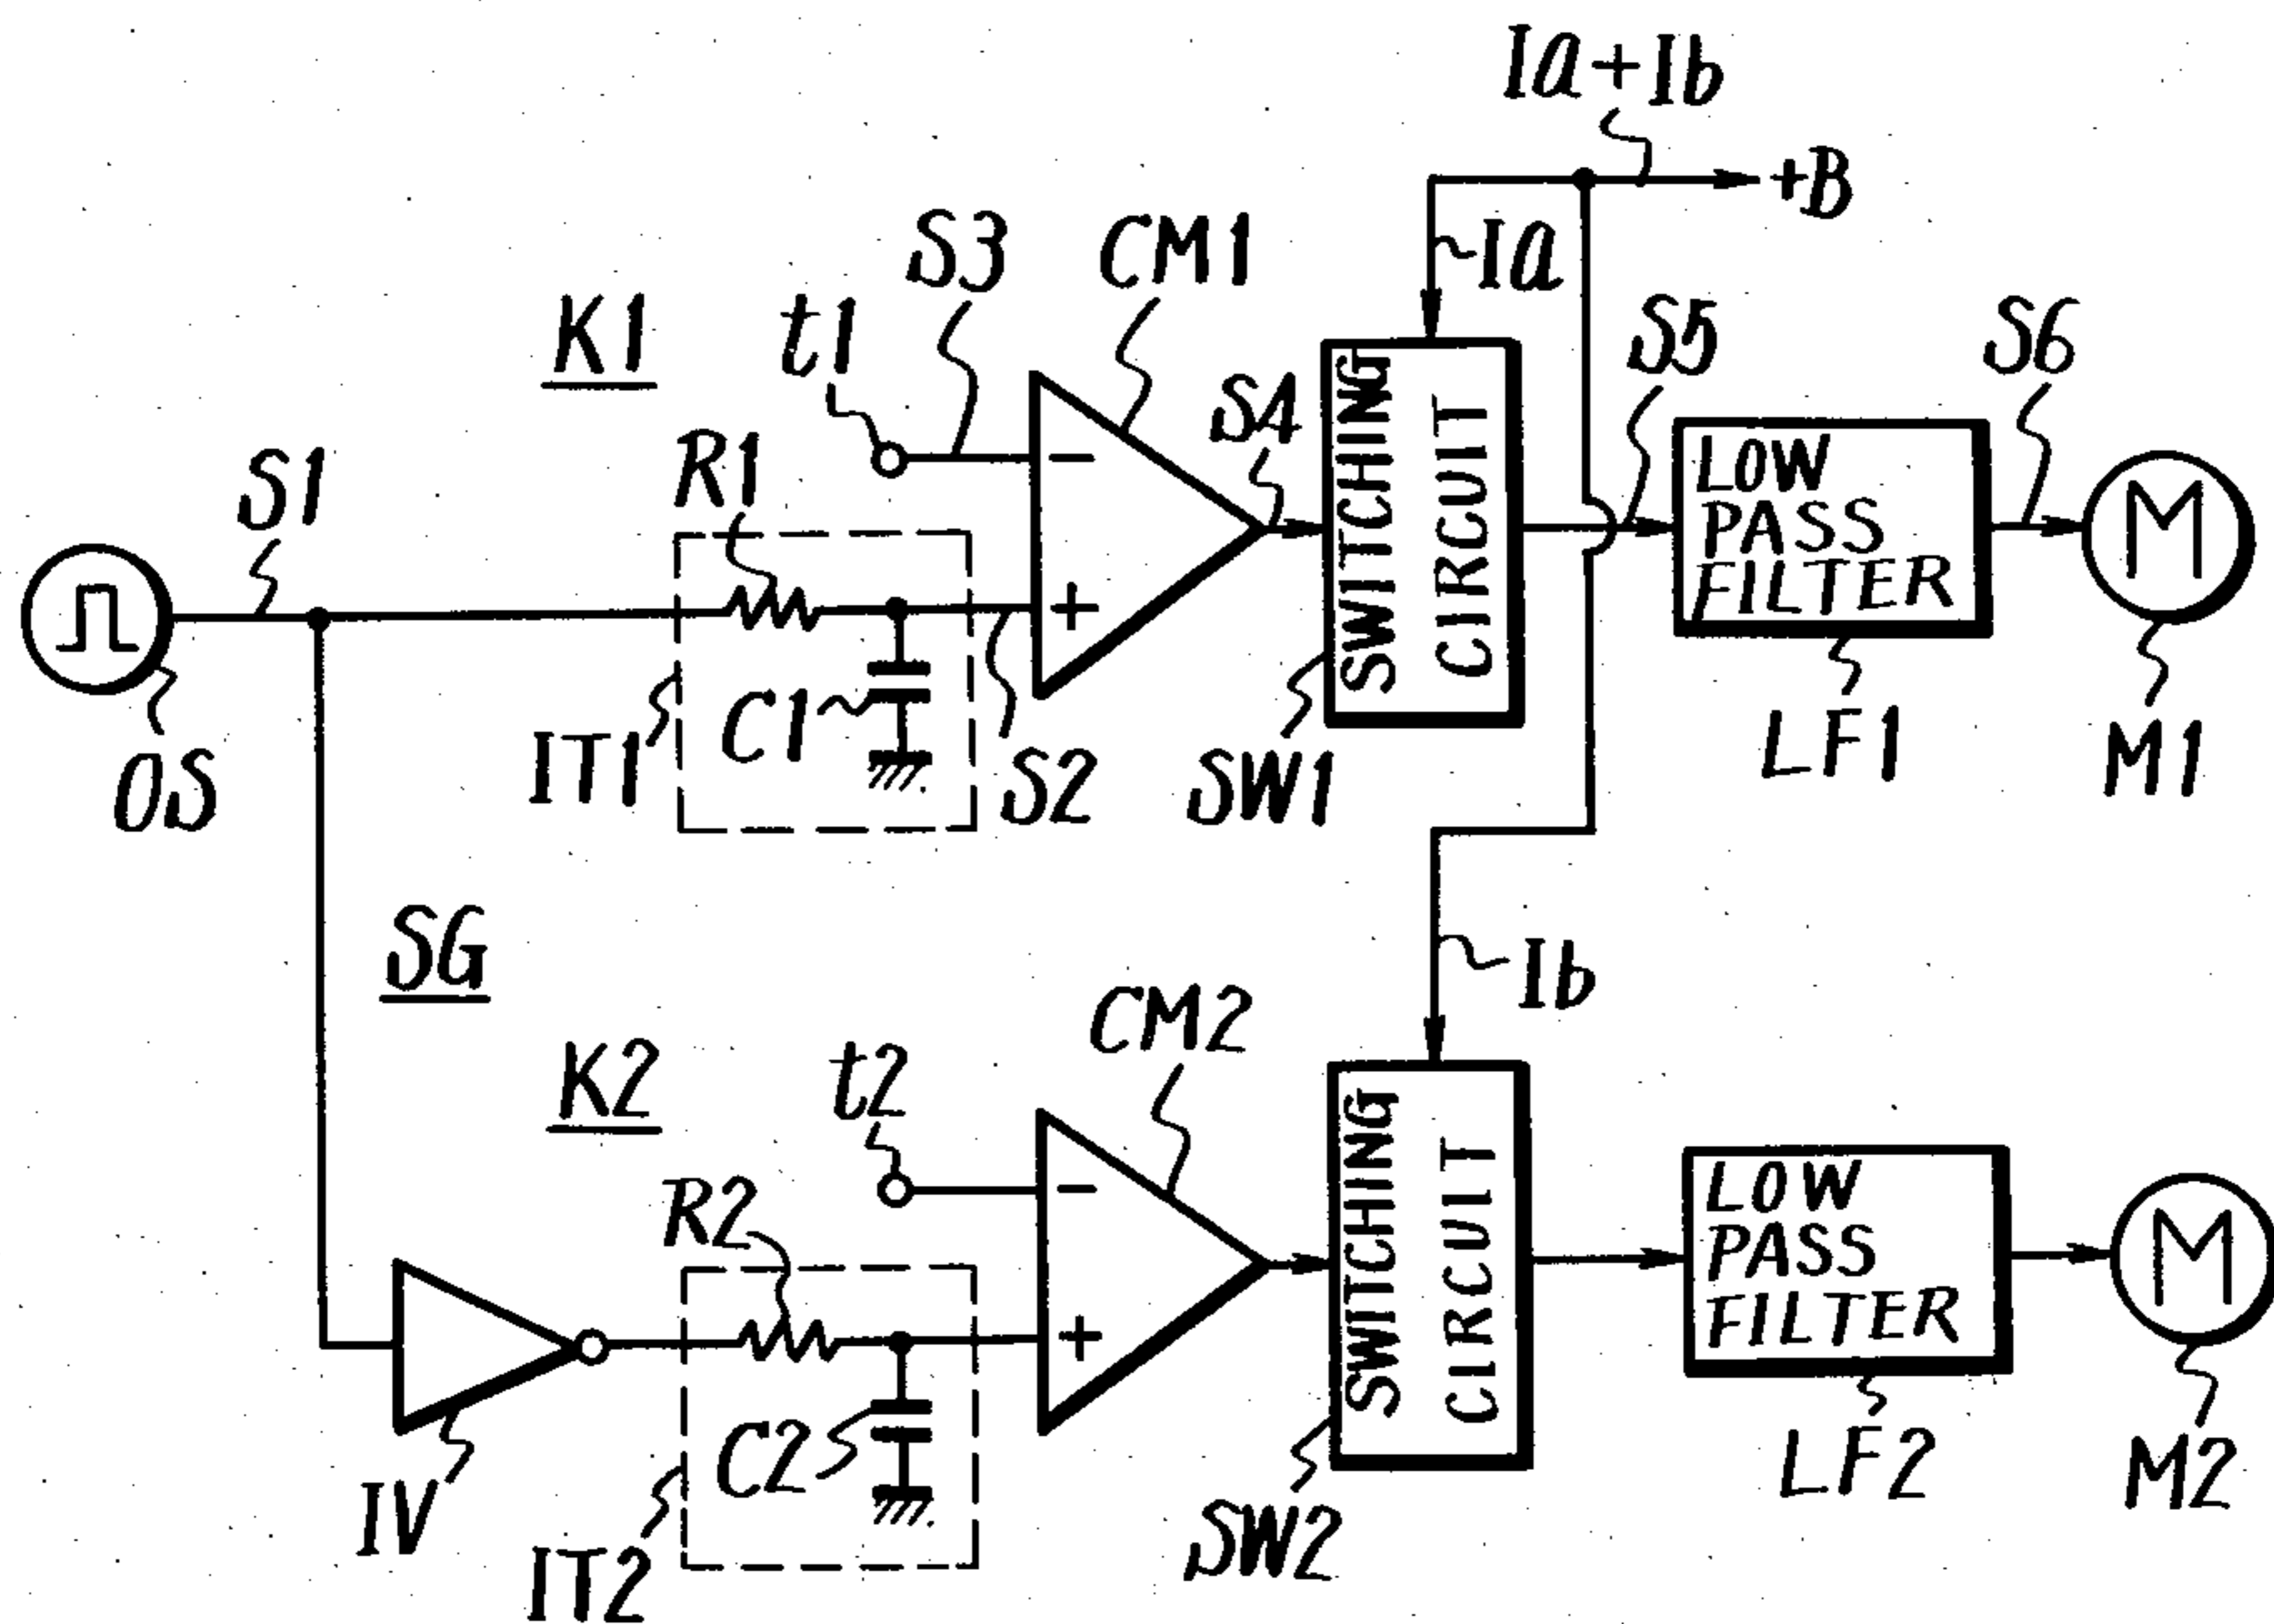 Ia+Ib
+B
S3
CM1
Ia
K1
t1
S5
S6
S4
R1
S1
SWITCHING
CIRCUIT
LOW
PASS
FILTER
M
-
+
C1
IT1
S2
SW1
LF1
M1
OS
SG
Ib
CM2
K2
t2
R2
SWITCHING
CIRCUIT
LOW
PASS
FILTER
M
-
+
C2
IV
IT2
SW2
LF2
M2